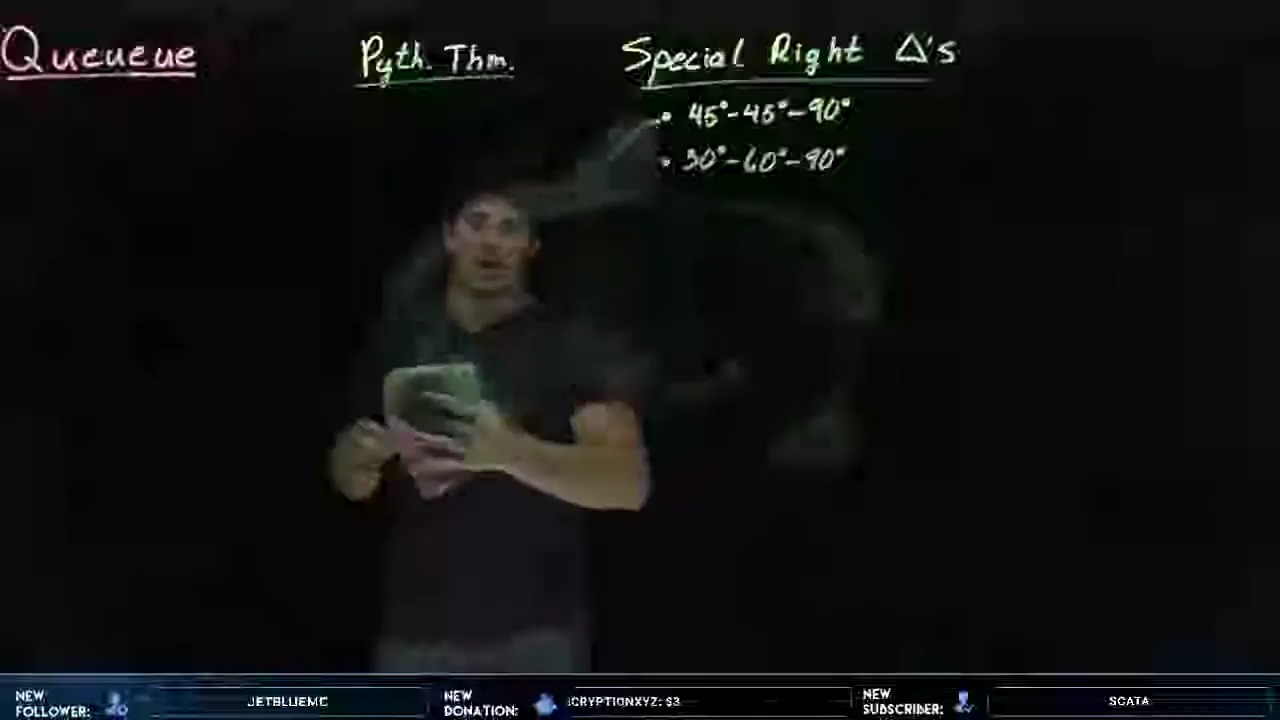 Queueue
Pyth. Thm.
Special Right Δ's
• 45°-45°-90°
• 30°-60°-90°
NEW FOLLOWER:
JETBLUEMC
NEW DONATION:
ICRYPTIONXYZ: $3
NEW SUBSCRIBER:
SCATA